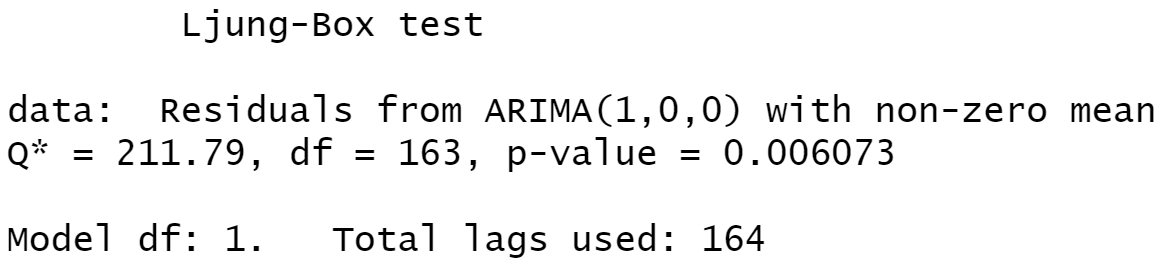 Ljung-Box test
data:  Residuals from ARIMA(1,0,0) with non-zero mean
Q* = 211.79, df = 163, p-value = 0.006073
Model df: 1.   Total lags used: 164